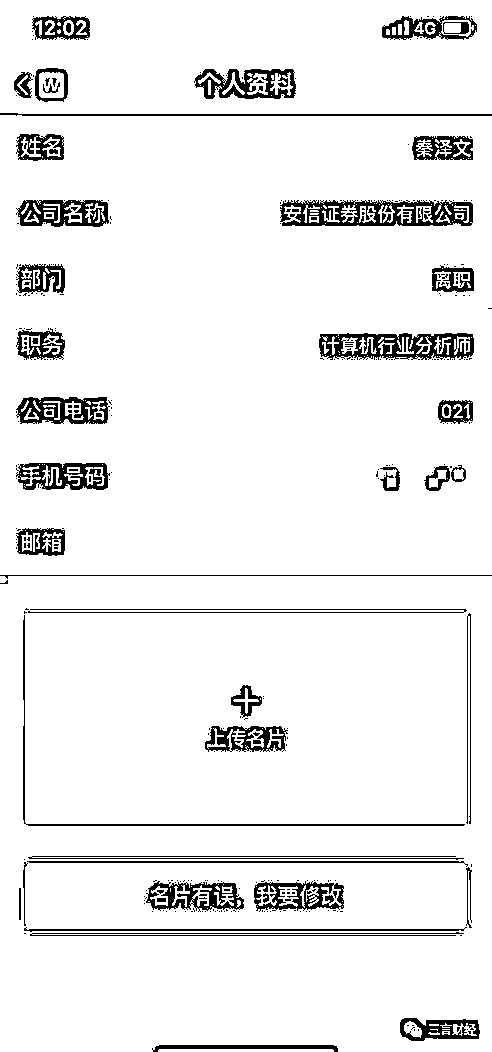 12:02 4G
W 个人资料
姓名 秦泽文
公司名称 安信证券股份有限公司
部门 离职
职务 计算机行业分析师
公司电话 021
手机号码
邮箱
上传名片
名片有误，我要修改
三言财经